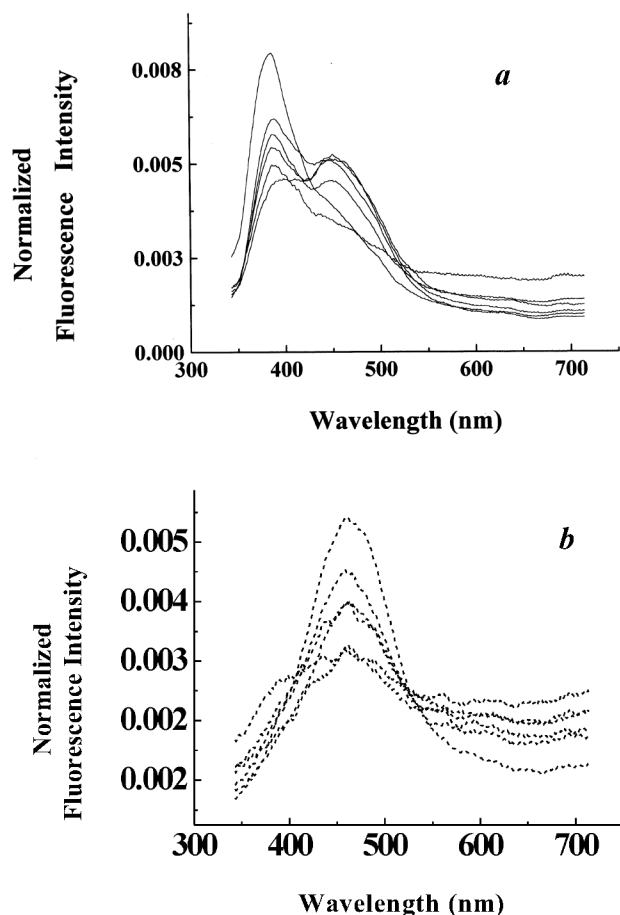 a
Normalized
Fluorescence Intensity
0.008
0.005
0.003
0.000
300 400 500 600 700
Wavelength (nm)
b
Normalized
Fluorescence Intensity
0.005
0.004
0.003
0.002
0.002
300 400 500 600 700
Wavelength (nm)